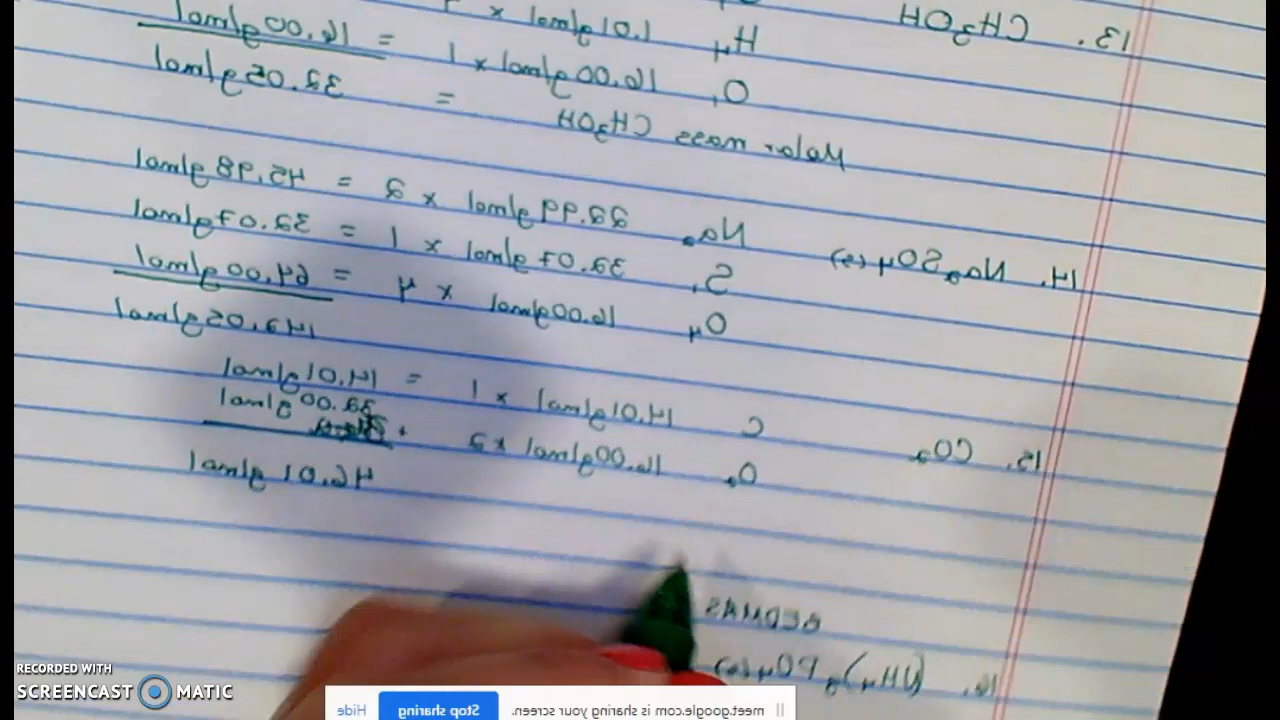 13. CH3OH H4 1.01g/mol x
O1 16.00g/mol x 1 = 16.00g/mol
Molar mass CH3OH = 32.05g/mol
14. Na2SO4(s) Na2 22.99g/mol x 2 = 45.98g/mol
S1 32.07g/mol x 1 = 32.07g/mol
O4 16.00g/mol x 4 = 64.00g/mol
142.05g/mol
15. CO2 C 14.01g/mol x 1 = 14.01g/mol
O2 16.00g/mol x 2 + 32.00g/mol
46.01g/mol
BEDMAS
16. (NH4)3PO4(s)
RECORDED WITH
SCREENCAST MATIC
meet.google.com is sharing your screen. Stop sharing Hide